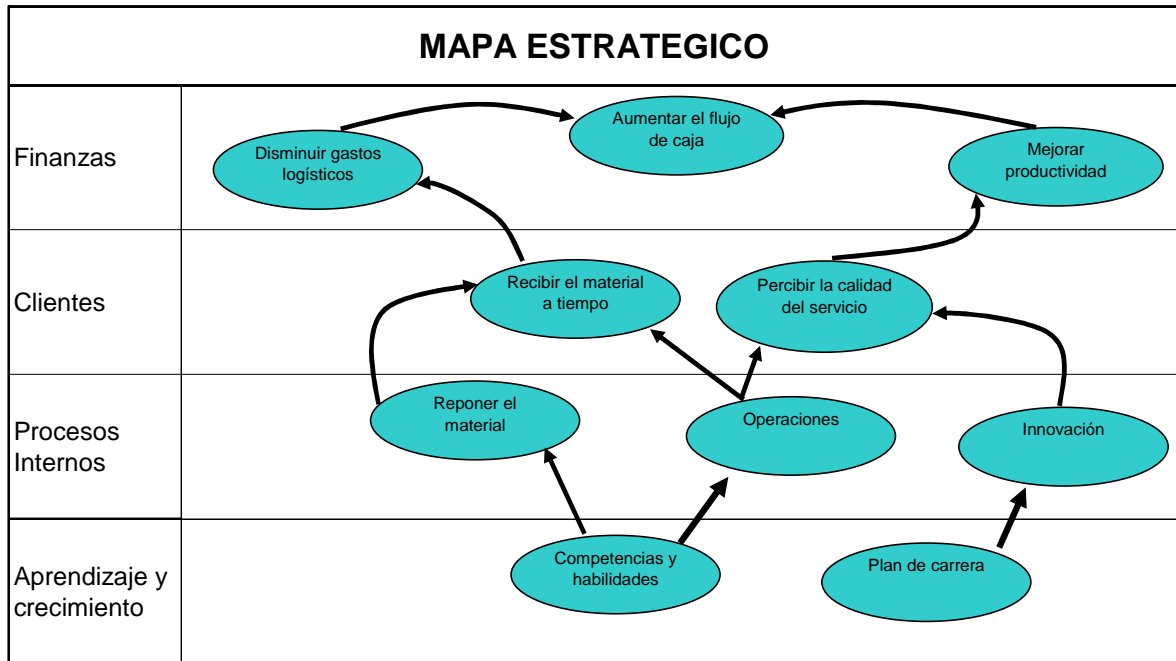 MAPA ESTRATEGICO
Finanzas
Aumentar el flujo
de caja
Disminuir gastos
logísticos
Mejorar
productividad
Clientes
Recibir el material
a tiempo
Percibir la calidad
del servicio
Procesos
Internos
Reponer el
material
Operaciones
Innovación
Aprendizaje y
crecimiento
Competencias y
habilidades
Plan de carrera